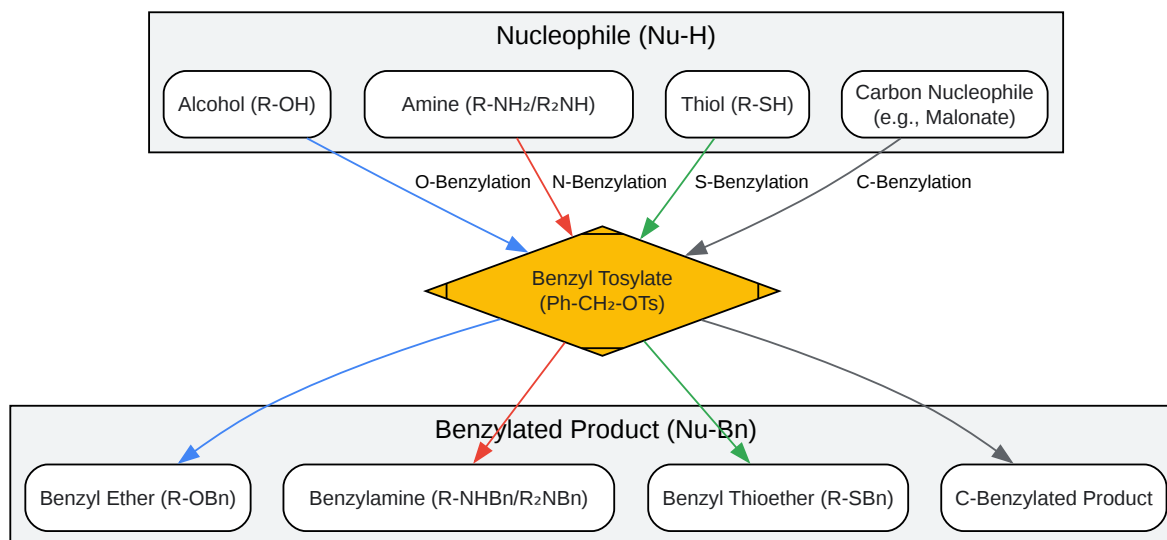 Nucleophile (Nu-H)
Alcohol (R-OH)
Amine (R-NH₂/R₂NH)
Thiol (R-SH)
Carbon Nucleophile
(e.g., Malonate)
O-Benzylation
N-Benzylation
S-Benzylation
C-Benzylation
Benzyl Tosylate
(Ph-CH₂-OTs)
Benzylated Product (Nu-Bn)
Benzyl Ether (R-OBn)
Benzylamine (R-NHBn/R₂NBn)
Benzyl Thioether (R-SBn)
C-Benzylated Product